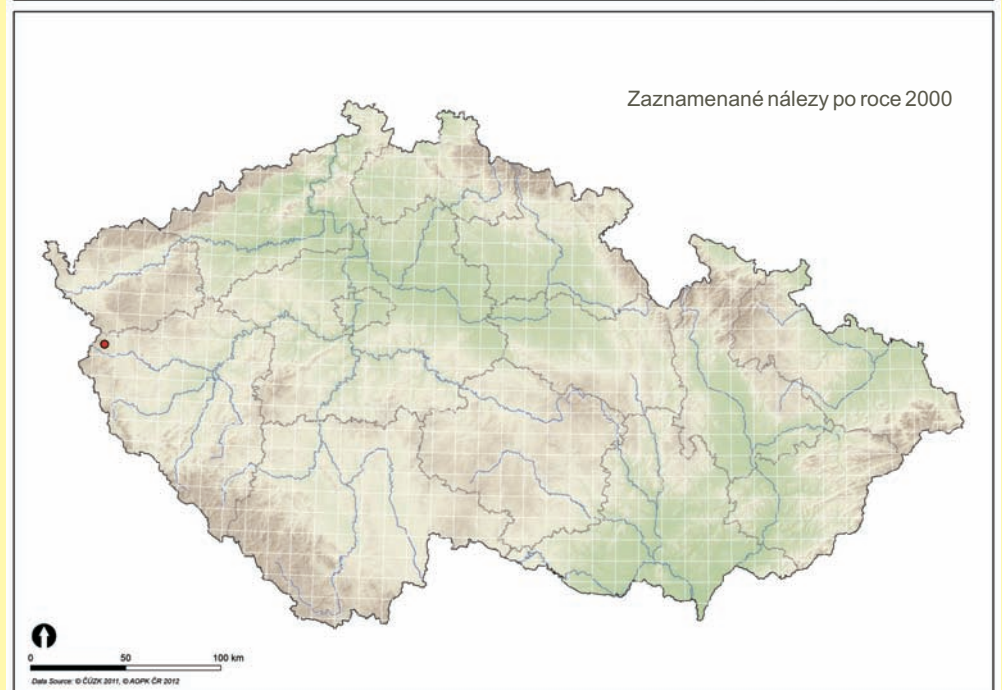 Zaznamenané nálezy po roce 2000
0 50 100 km
Data Source: © ČÚZK 2011, © AOPK ČR 2012